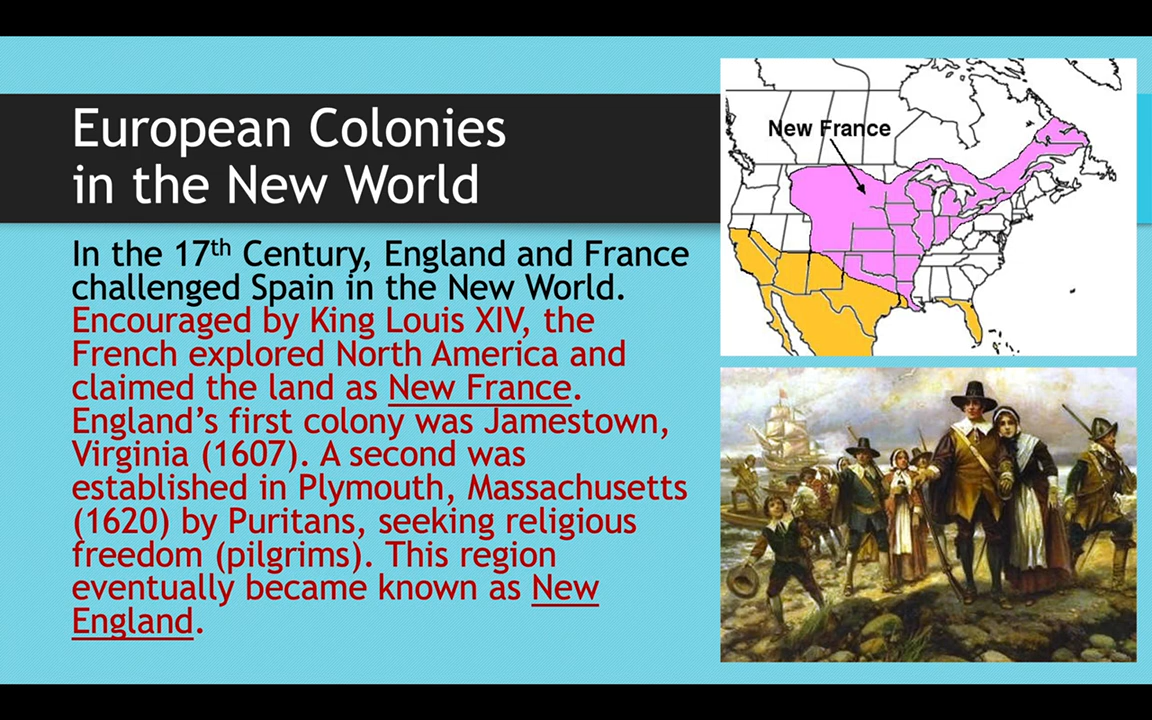 European Colonies
in the New World
In the 17th Century, England and France
challenged Spain in the New World.
Encouraged by King Louis XIV, the
French explored North America and
claimed the land as New France.
England’s first colony was Jamestown,
Virginia (1607). A second was
established in Plymouth, Massachusetts
(1620) by Puritans, seeking religious
freedom (pilgrims). This region
eventually became known as New
England.
New France